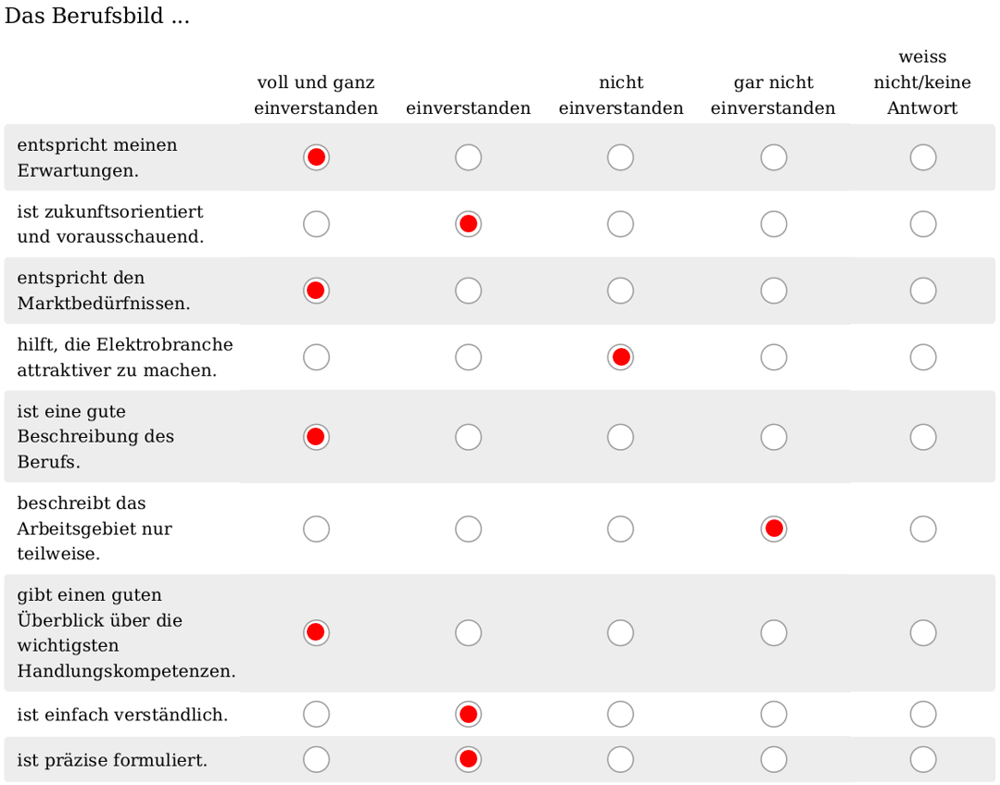 Das Berufsbild ...
voll und ganz einverstanden
einverstanden
nicht einverstanden
gar nicht einverstanden
weiss nicht/keine Antwort
entspricht meinen
Erwartungen.
ist zukunftsorientiert
und vorausschauend.
entspricht den
Marktbedürfnissen.
hilft, die Elektrobranche
attraktiver zu machen.
ist eine gute
Beschreibung des
Berufs.
beschreibt das
Arbeitsgebiet nur
teilweise.
gibt einen guten
Überblick über die
wichtigsten
Handlungskompetenzen.
ist einfach verständlich.
ist präzise formuliert.